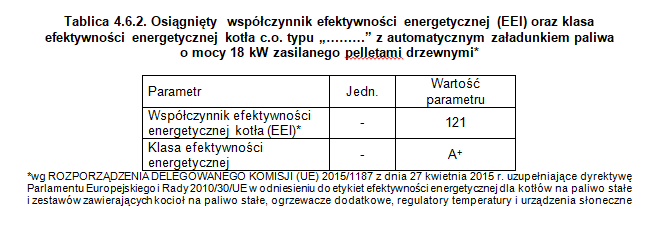 Tablica 4.6.2. Osiągnięty współczynnik efektywności energetycznej (EEI) oraz klasa
efektywności energetycznej kotła c.o. typu „………” z automatycznym załadunkiem paliwa
o mocy 18 kW zasilanego pelletami drzewnymi*
Parametr Jedn. Wartość
parametru
Współczynnik efektywności
energetycznej kotła (EEI)* - 121
Klasa efektywności
energetycznej - A+
*wg ROZPORZĄDZENIA DELEGOWANEGO KOMISJI (UE) 2015/1187 z dnia 27 kwietnia 2015 r. uzupełniające dyrektywę
Parlamentu Europejskiego i Rady 2010/30/UE w odniesieniu do etykiet efektywności energetycznej dla kotłów na paliwo stałe
i zestawów zawierających kocioł na paliwo stałe, ogrzewacze dodatkowe, regulatory temperatury i urządzenia słoneczne